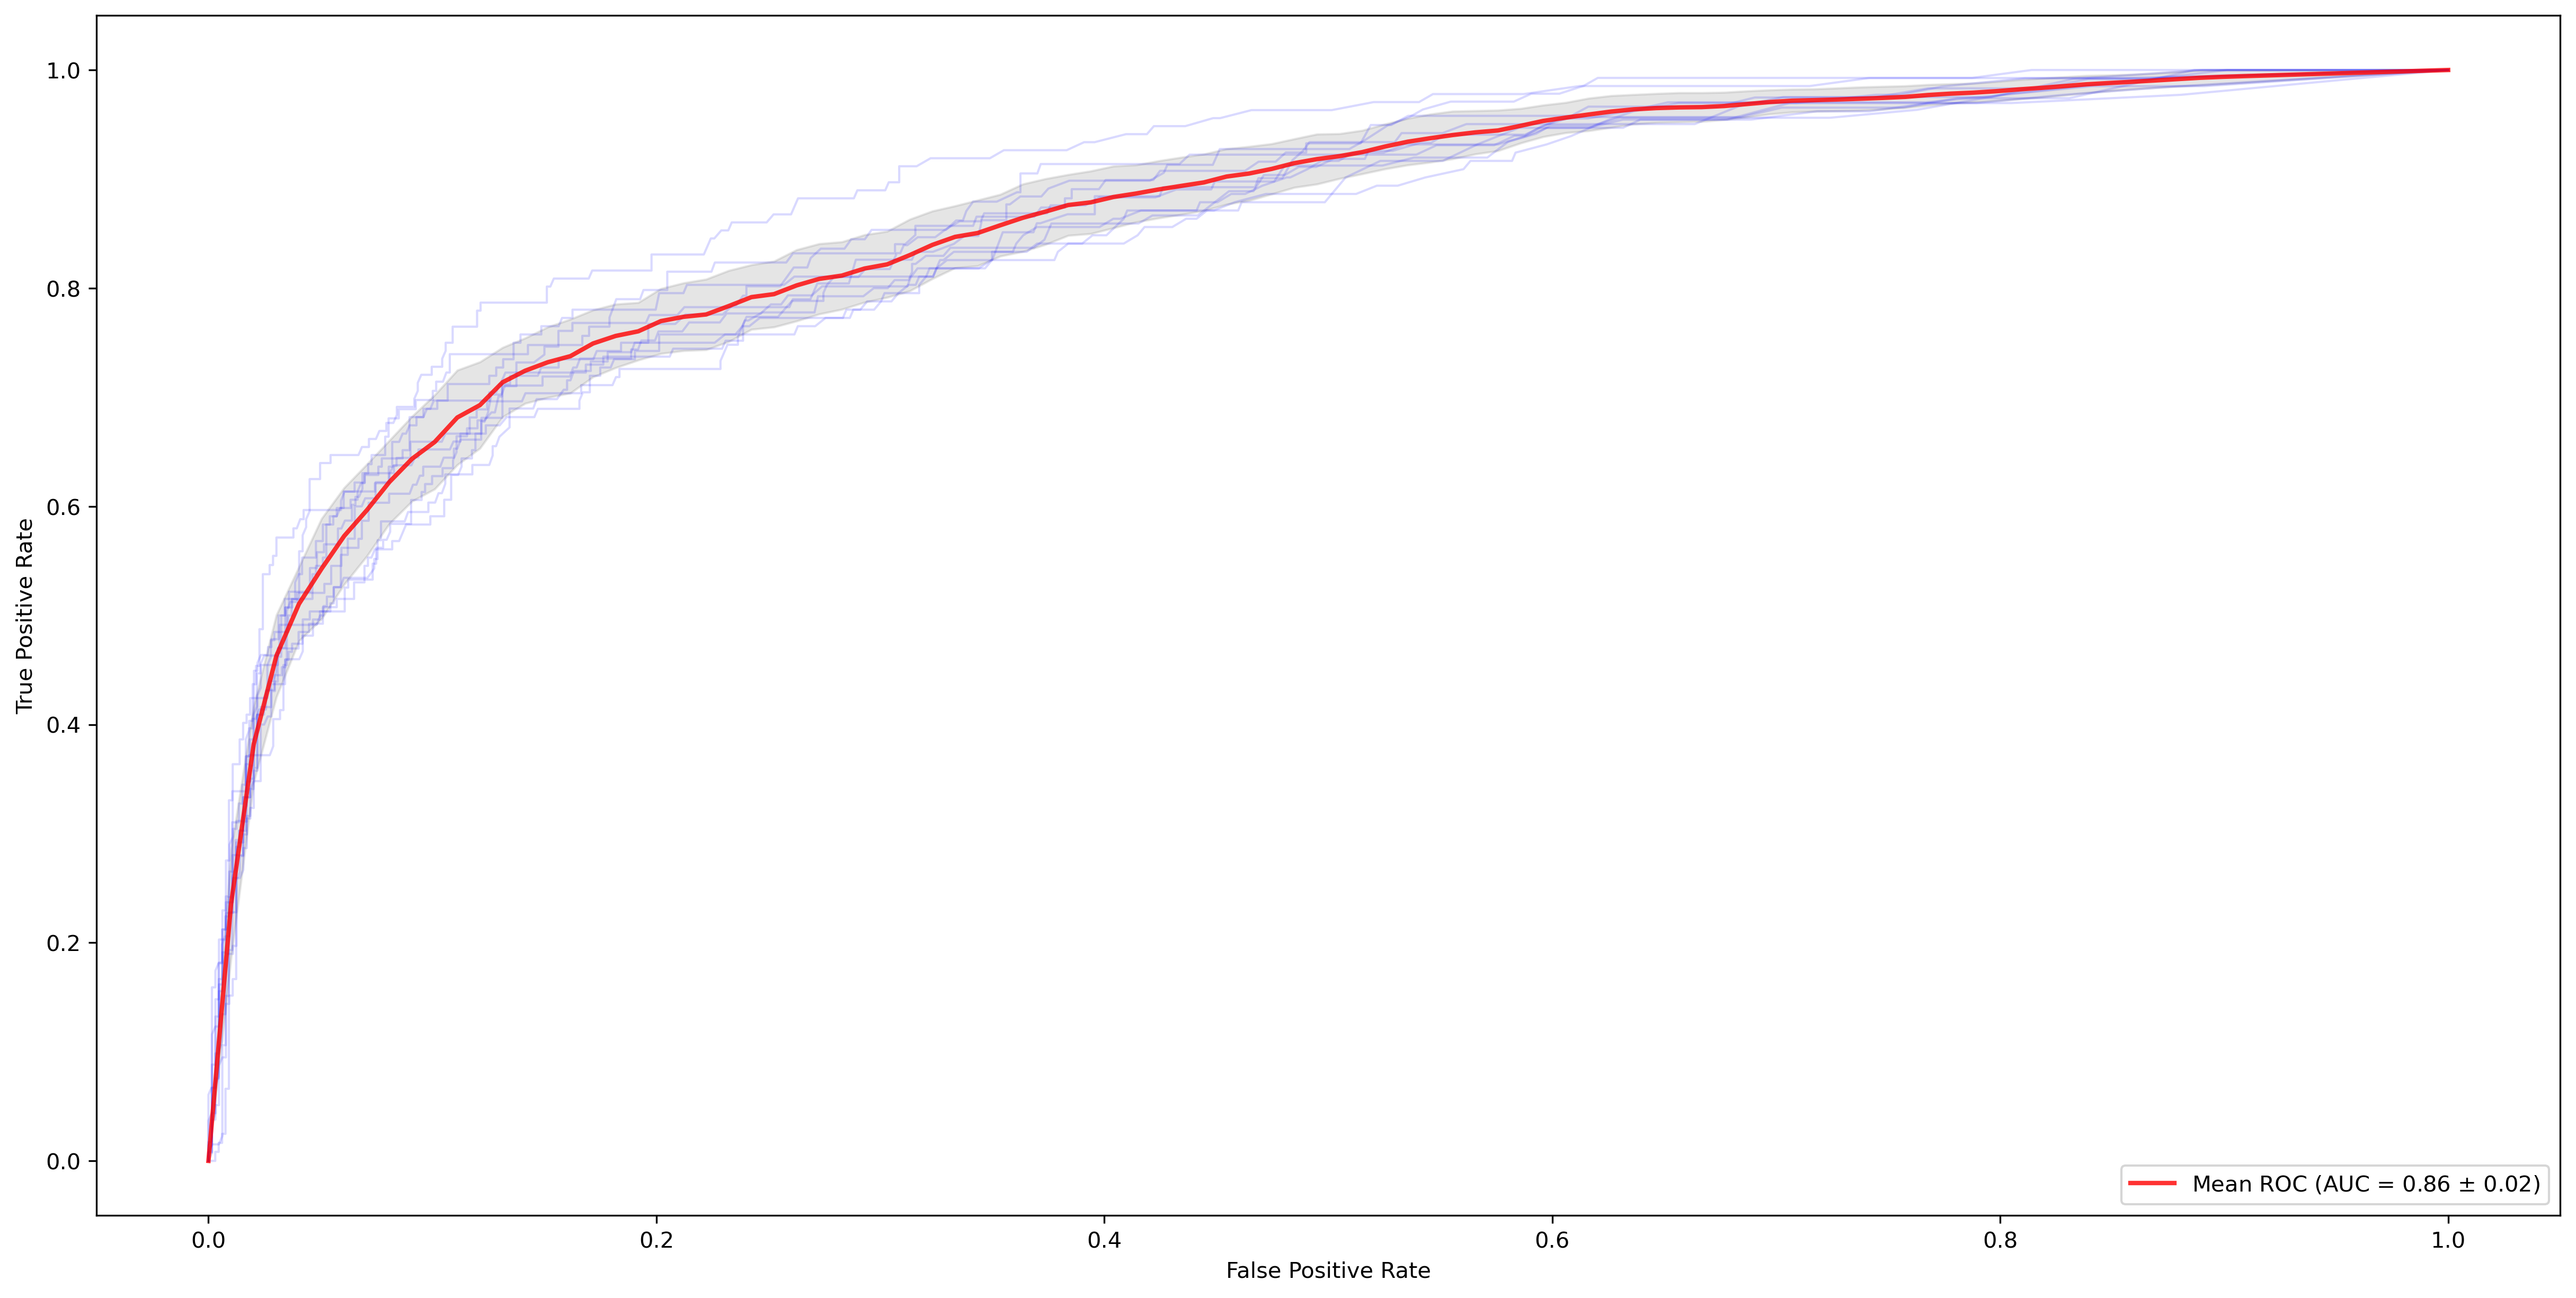 1.0
0.8
0.6
0.4
0.2
0.0
True Positive Rate
Mean ROC (AUC = 0.86 ± 0.02)
0.0 0.2 0.4 0.6 0.8 1.0
False Positive Rate